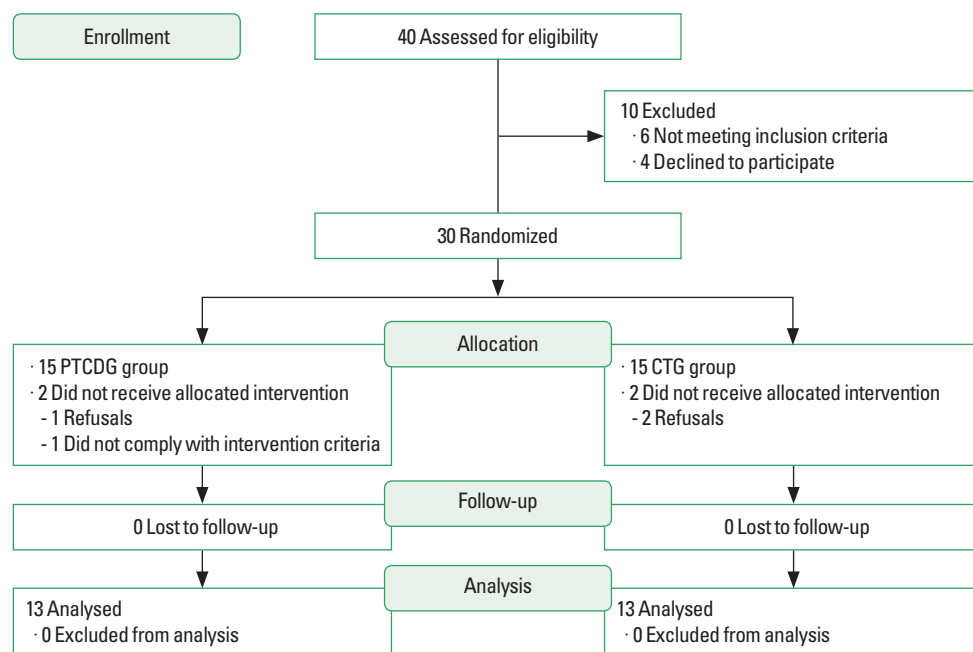 Enrollment
40 Assessed for eligibility
10 Excluded
· 6 Not meeting inclusion criteria
· 4 Declined to participate
30 Randomized
Allocation
· 15 PTCDG group
· 2 Did not receive allocated intervention
- 1 Refusals
- 1 Did not comply with intervention criteria
· 15 CTG group
· 2 Did not receive allocated intervention
- 2 Refusals
Follow-up
0 Lost to follow-up
0 Lost to follow-up
Analysis
13 Analysed
· 0 Excluded from analysis
13 Analysed
· 0 Excluded from analysis